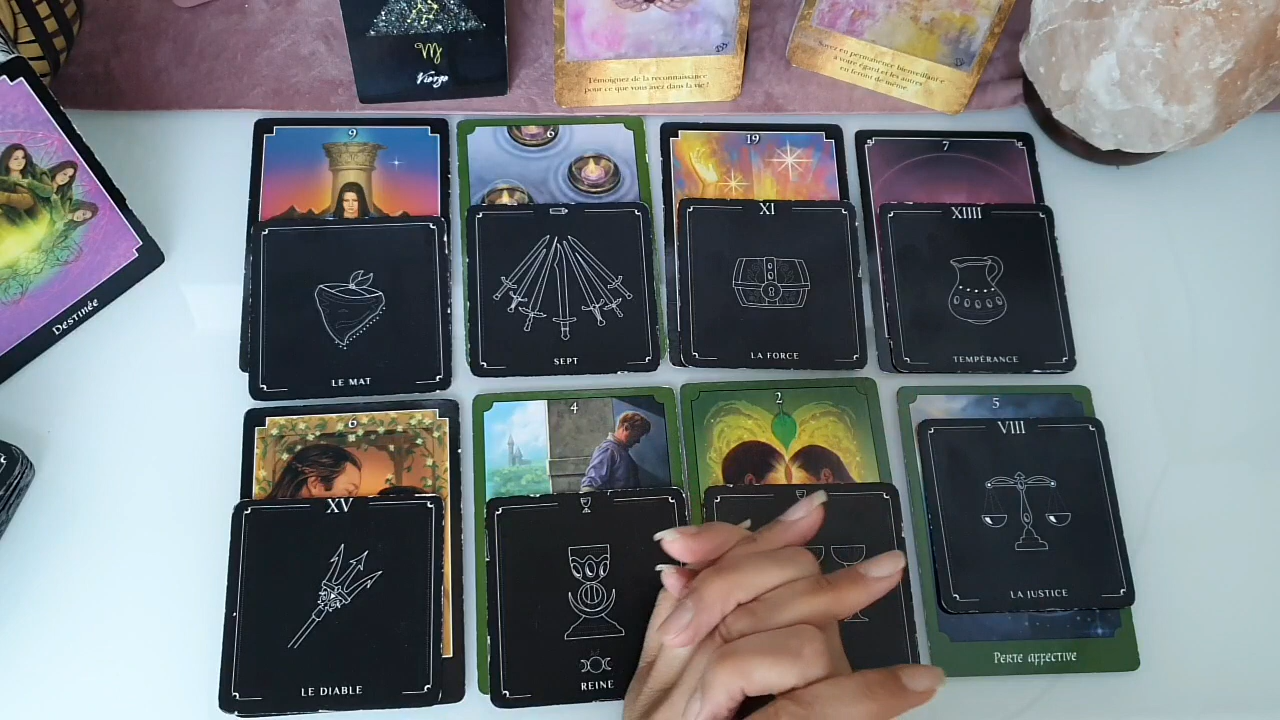 Vierge
Témoignez de la reconnaissance
pour ce que vous avez dans la vie !
Soyez en permanence bienveillant·e
à votre égard et les autres
en feront de même.
Destinée
9
6
19
7
LE MAT
SEPT
XI
LA FORCE
XIIII
TEMPÉRANCE
6
4
2
5
XV
LE DIABLE
REINE
VIII
LA JUSTICE
Perte affective